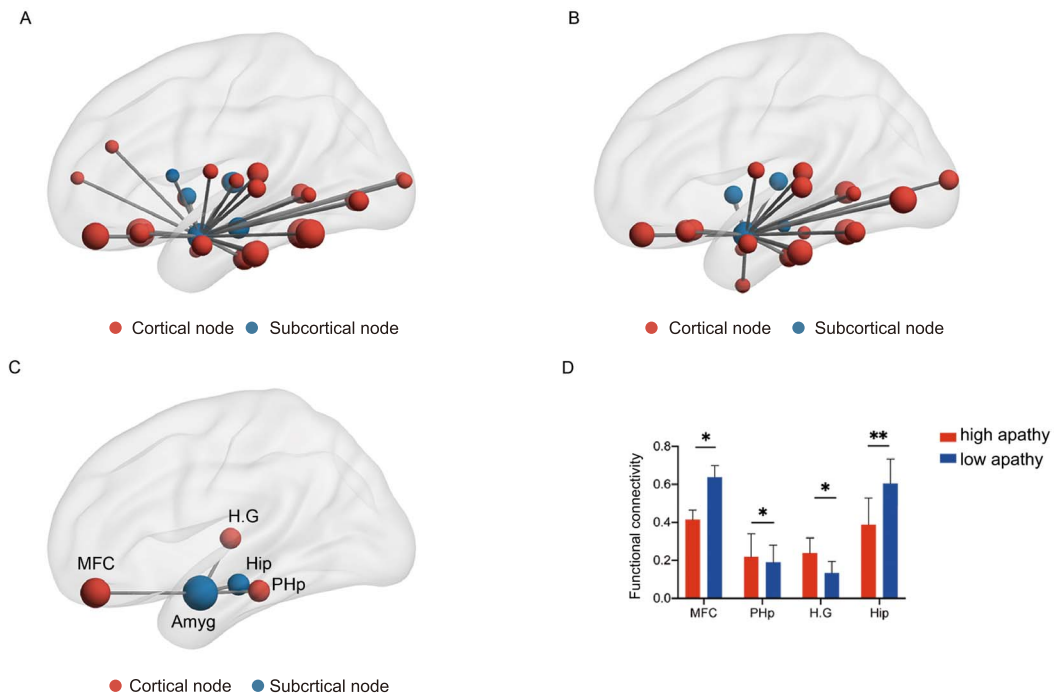 A
B
Cortical node
Subcortical node
Cortical node
Subcortical node
C
D
MFC
H.G
Hip
PHp
Amyg
Cortical node
Subcrtical node
Functional connectivity
0.8
0.6
0.4
0.2
0.0
*
*
*
**
MFC
PHp
H.G
Hip
high apathy
low apathy